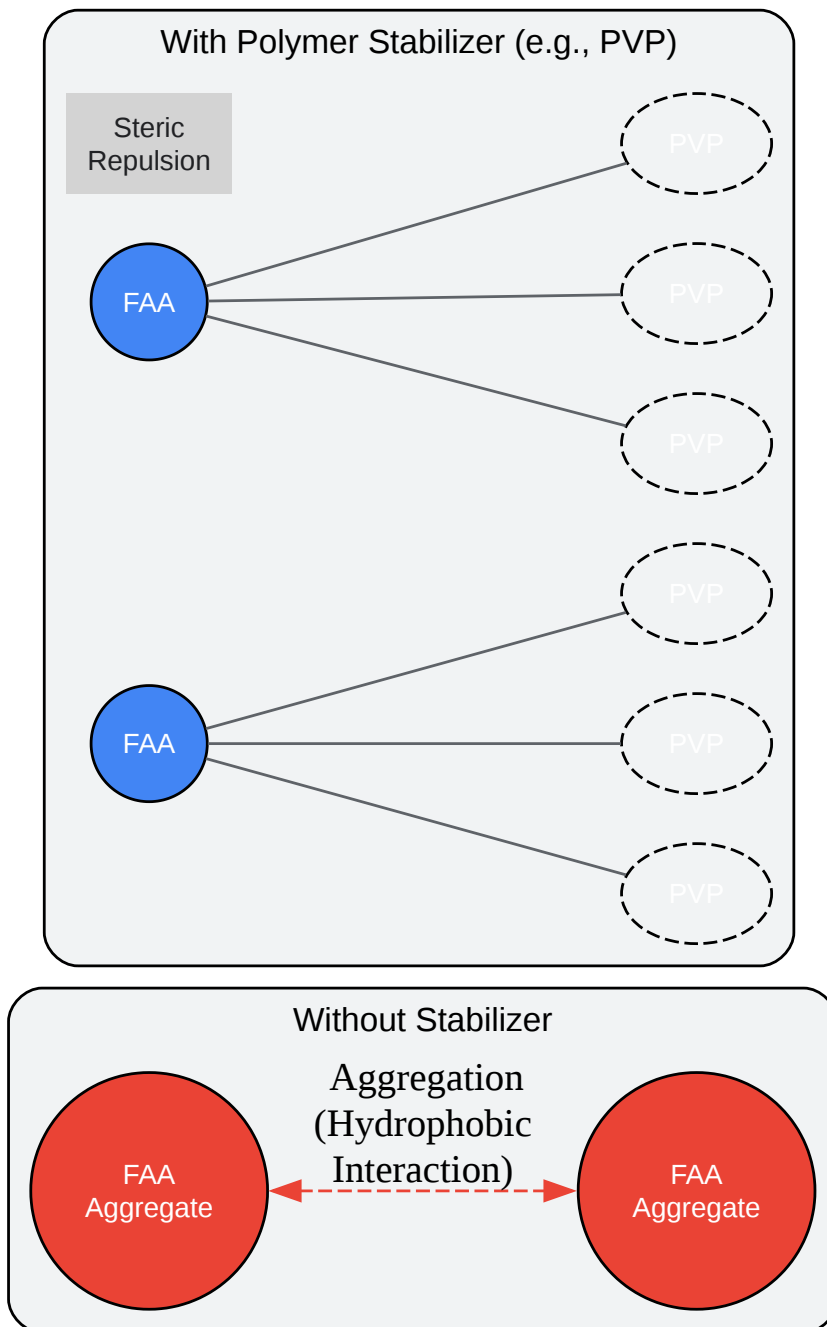 With Polymer Stabilizer (e.g., PVP)
Steric
Repulsion
PVP
FAA
PVP
PVP
PVP
FAA
PVP
PVP
Without Stabilizer
Aggregation
(Hydrophobic
Interaction)
FAA
Aggregate
FAA
Aggregate